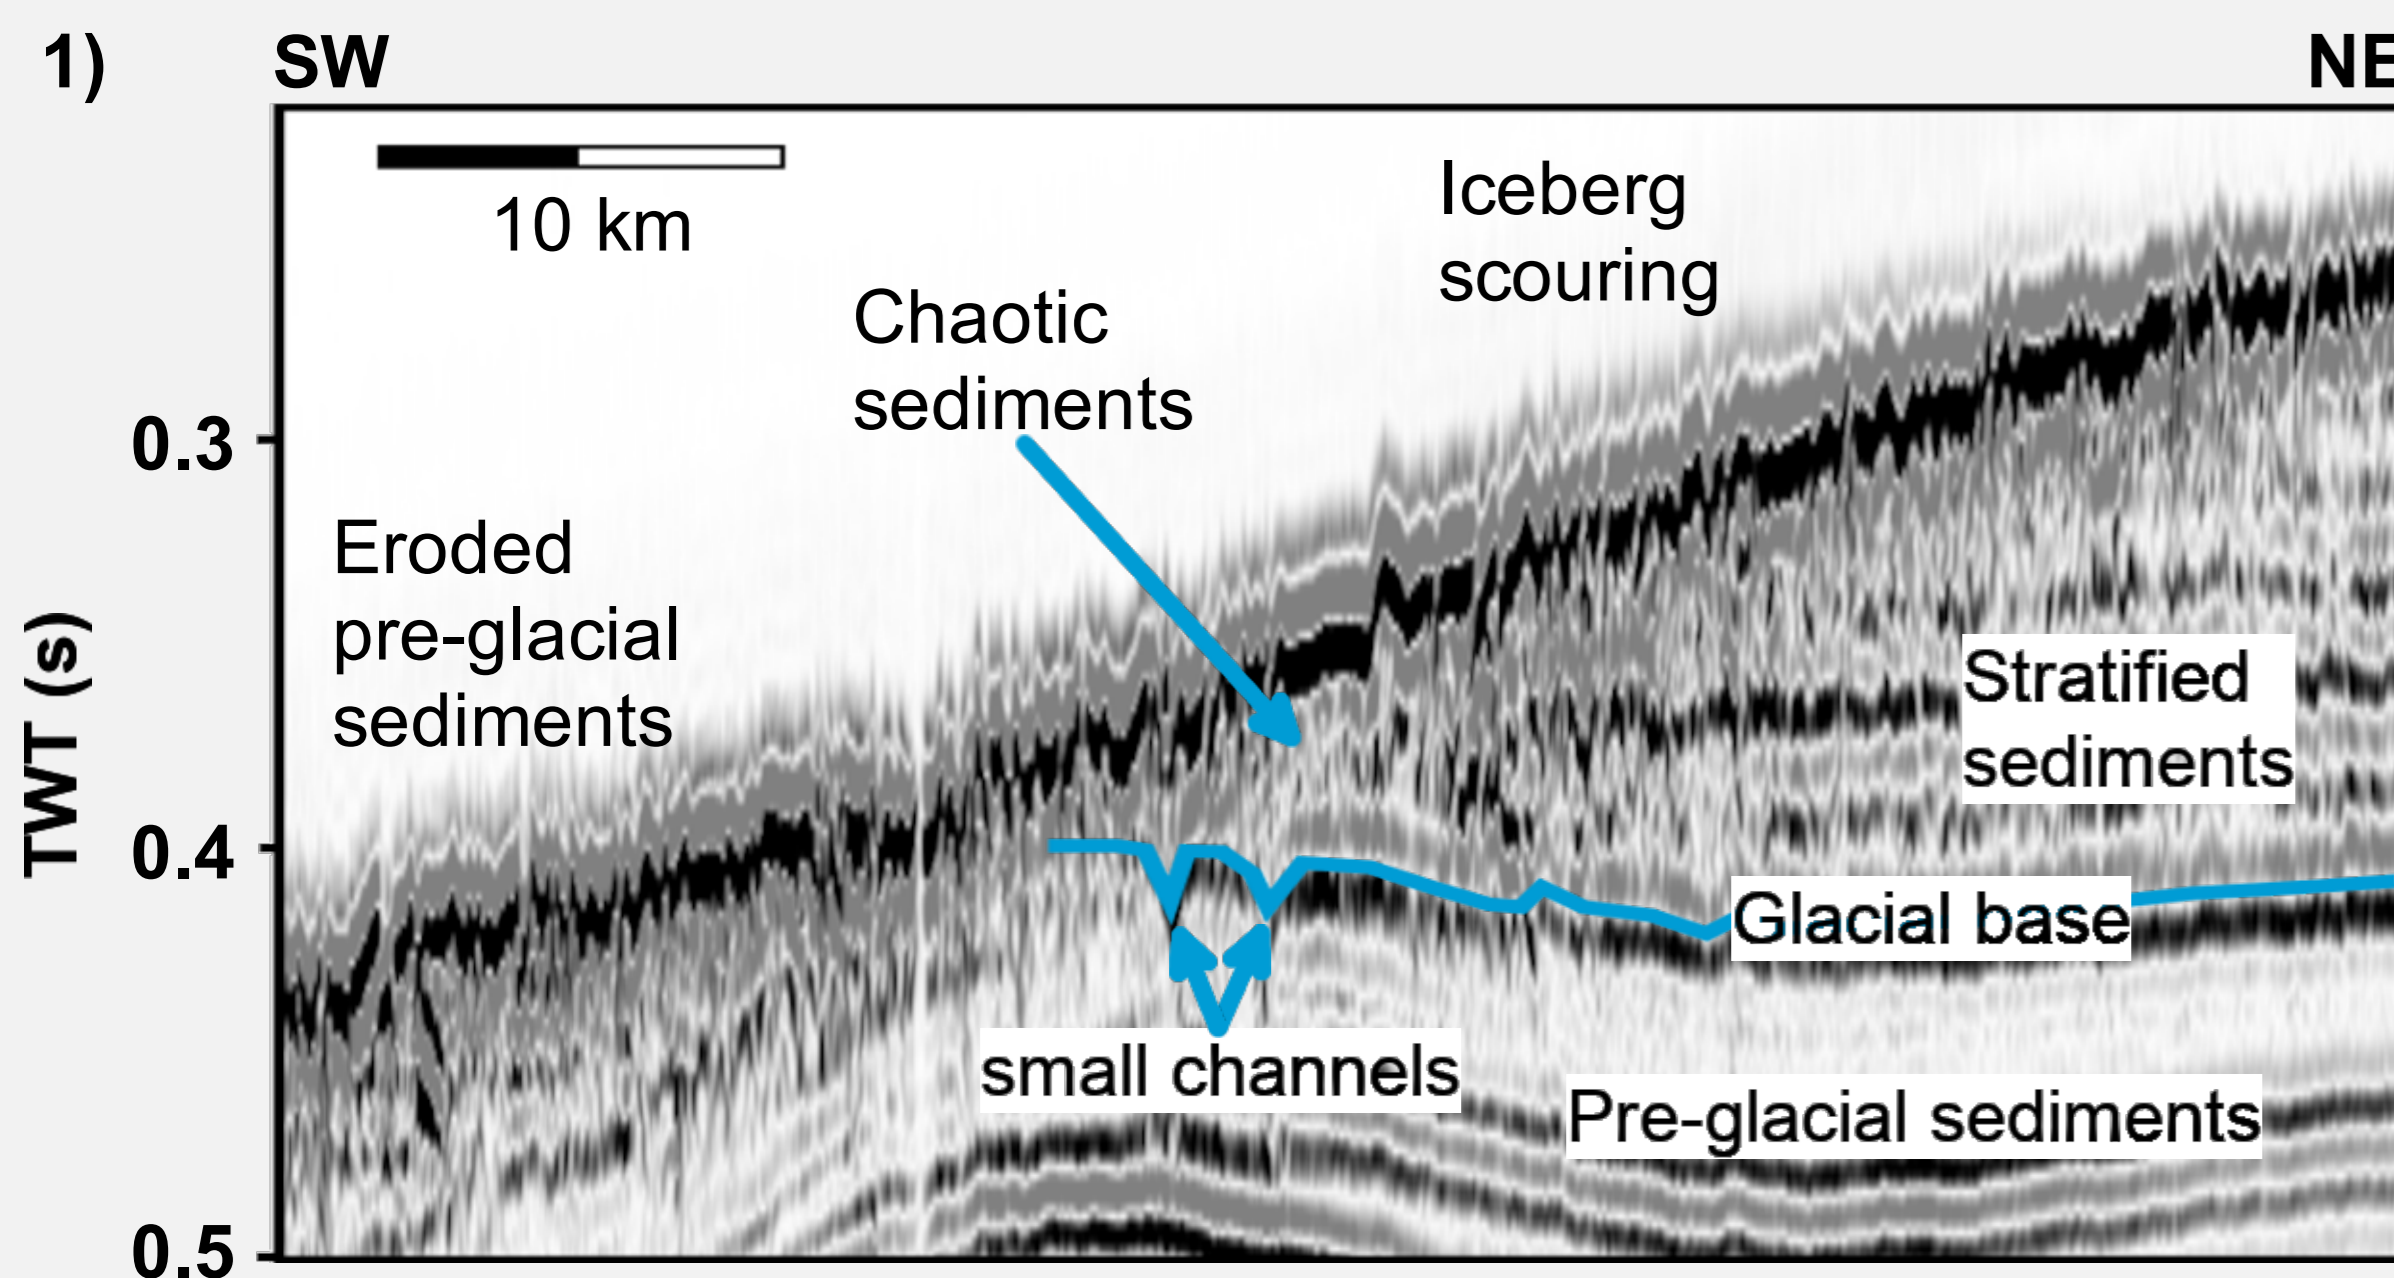 1)
SW
NE
10 km
Iceberg
scouring
Chaotic
sediments
0.3
Eroded
pre-glacial
sediments
TWT (s)
Stratified
sediments
0.4
Glacial base
small channels
Pre-glacial sediments
0.5